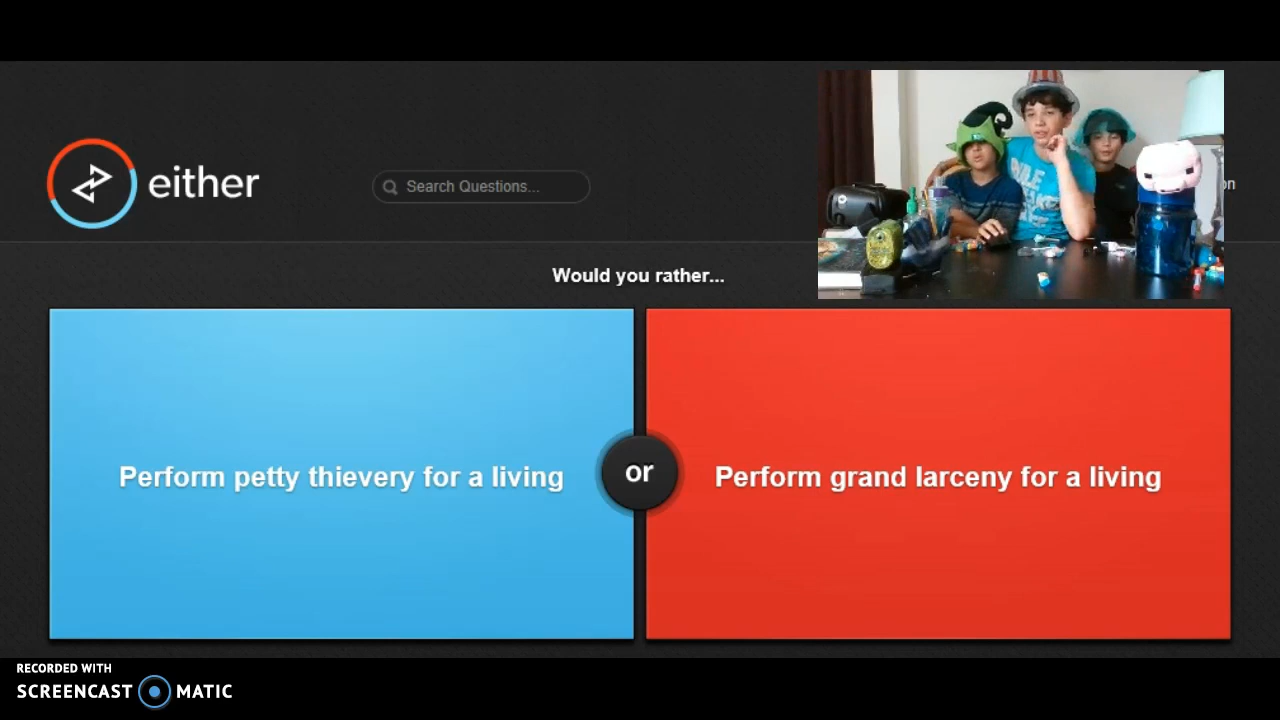 either
Search Questions...
Would you rather...
Perform petty thievery for a living
or
Perform grand larceny for a living
RECORDED WITH
SCREENCAST MATIC